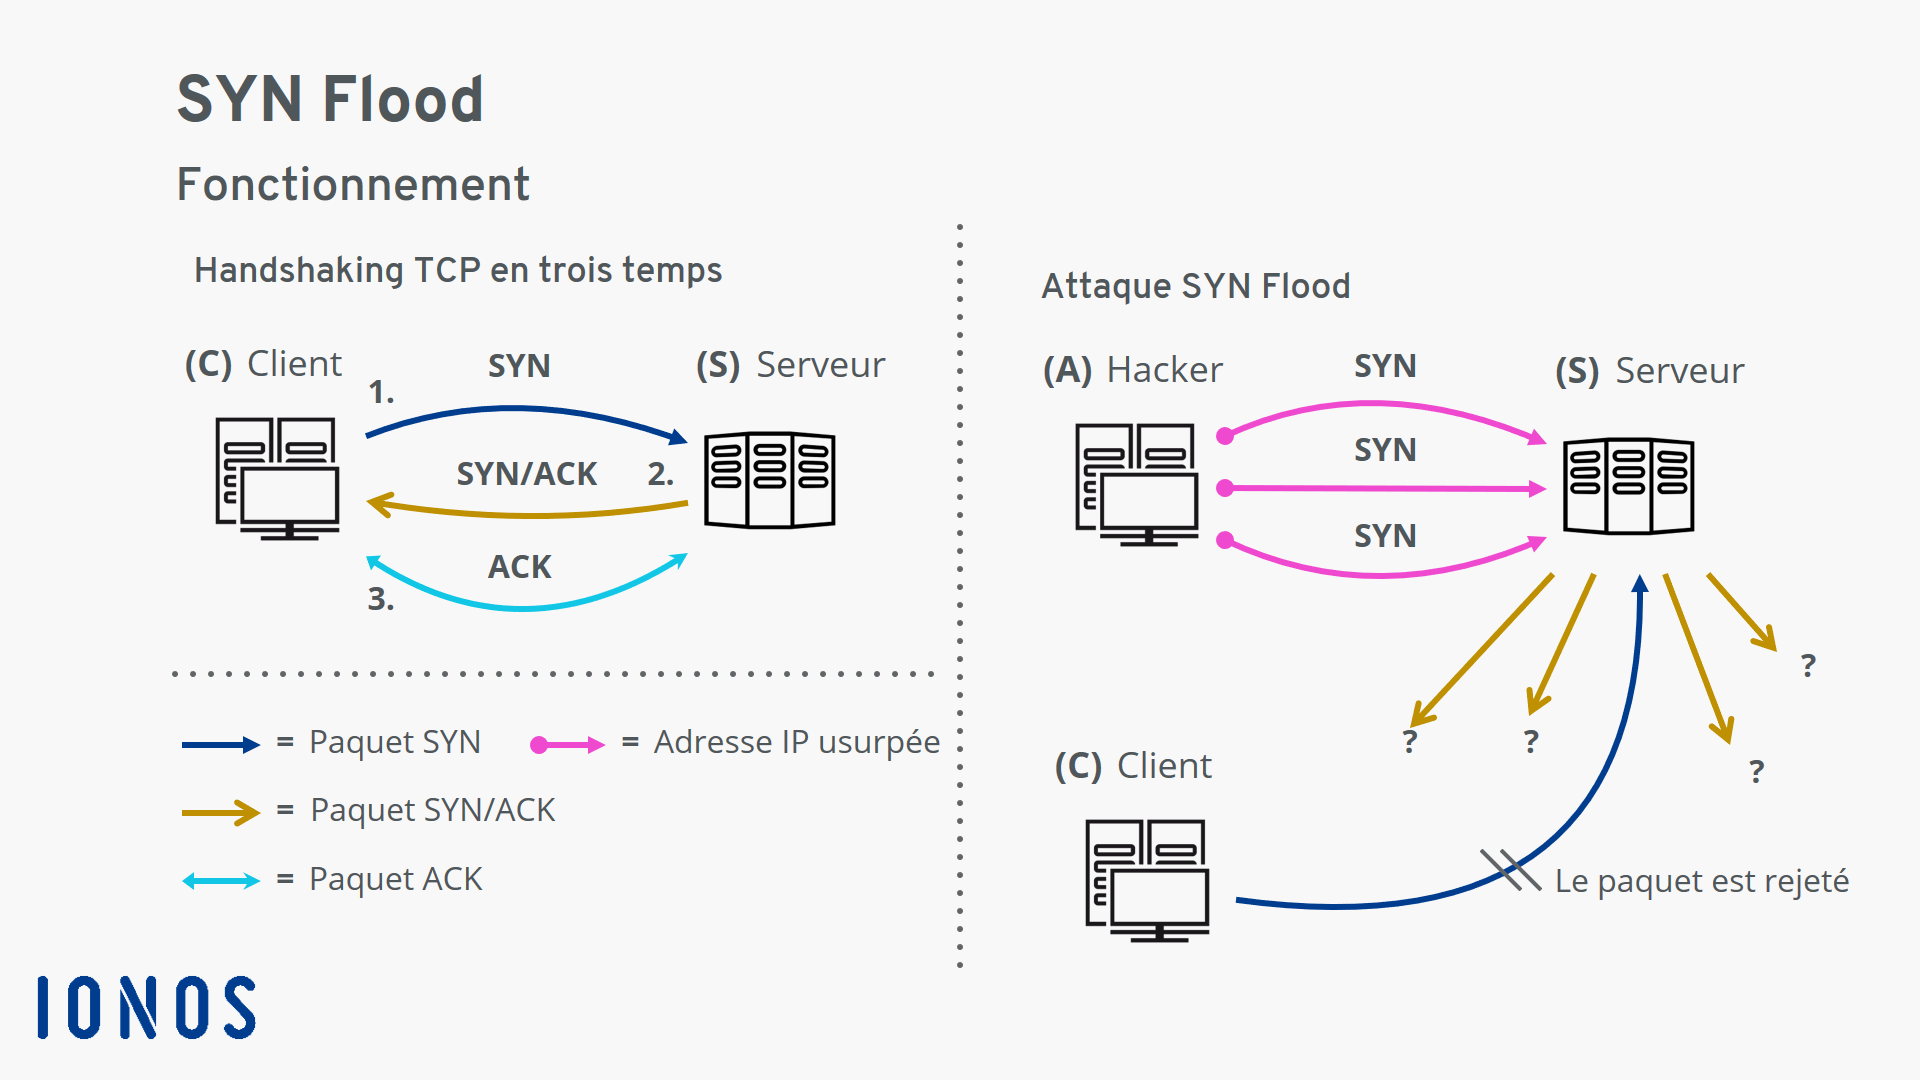 SYN Flood
Fonctionnement
Handshaking TCP en trois temps
(C) Client
1.
SYN
(S) Serveur
SYN/ACK
2.
ACK
3.
= Paquet SYN
= Adresse IP usurpée
= Paquet SYN/ACK
= Paquet ACK
Attaque SYN Flood
(A) Hacker
SYN
(S) Serveur
SYN
SYN
?
?
?
?
(C) Client
Le paquet est rejeté
IONOS